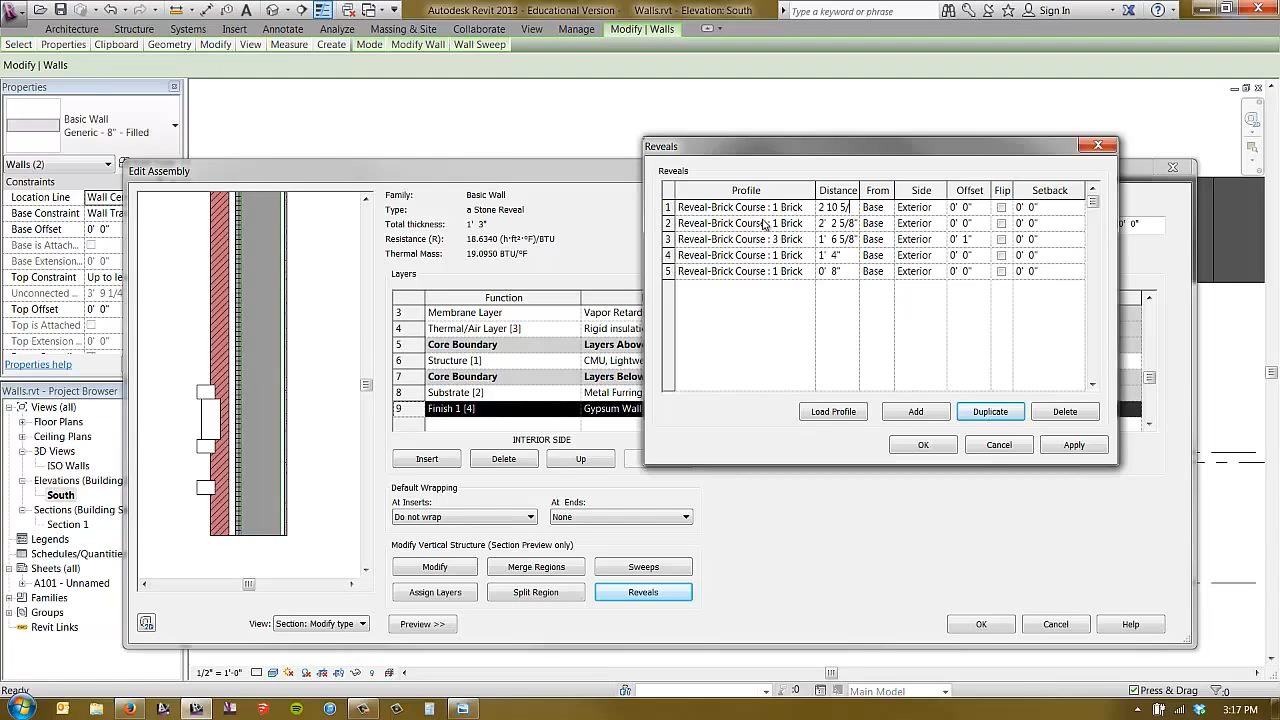 Autodesk Revit 2013 - Educational Version - Walls.rvt - Elevation: South
Type a keyword or phrase
Sign In
Architecture Structure Systems Insert Annotate Analyze Massing & Site Collaborate View Manage Modify | Walls
Select Properties Clipboard Geometry Modify View Measure Create Mode Modify Wall Wall Sweep
Modify | Walls
Properties
Basic Wall
Generic - 8" - Filled
Walls (2)
Constraints
Location Line Wall Cen
Base Constraint Wall Trans
Base Offset 0' 0"
Base is Attach...
Base Extension...
Top Constraint Up to le
Unconnected ... 3' 9 1/4
Top Offset 0' 0"
Top is Attached
Top Extension
Properties help
Walls.rvt - Project Browser
Views (all)
Floor Plans
Ceiling Plans
3D Views
ISO Walls
Elevations (Building
South
Sections (Building S
Section 1
Legends
Schedules/Quantitie
Sheets (all)
A101 - Unnamed
Families
Groups
Revit Links
Edit Assembly
Family: Basic Wall
Type: a Stone Reveal
Total thickness: 1' 3"
Resistance (R): 18.6340 (h·ft²·°F)/BTU
Thermal Mass: 19.0950 BTU/°F
0' 0"
Layers
Function
3 Membrane Layer Vapor Retard
4 Thermal/Air Layer [3] Rigid insulati
5 Core Boundary Layers Above
6 Structure [1] CMU, Lightwe
7 Core Boundary Layers Below
8 Substrate [2] Metal Furring
9 Finish 1 [4] Gypsum Wall
INTERIOR SIDE
Insert Delete Up
Default Wrapping
At Inserts: At Ends:
Do not wrap None
Modify Vertical Structure (Section Preview only)
Modify Merge Regions Sweeps
Assign Layers Split Region Reveals
View: Section: Modify type Preview >> OK Cancel Help
Reveals
Reveals
Profile Distance From Side Offset Flip Setback
1 Reveal-Brick Course : 1 Brick 2 10 5/ Base Exterior 0' 0" 0' 0"
2 Reveal-Brick Course : 1 Brick 2' 2 5/8" Base Exterior 0' 0" 0' 0"
3 Reveal-Brick Course : 3 Brick 1' 6 5/8" Base Exterior 0' 1" 0' 0"
4 Reveal-Brick Course : 1 Brick 1' 4" Base Exterior 0' 0" 0' 0"
5 Reveal-Brick Course : 1 Brick 0' 8" Base Exterior 0' 0" 0' 0"
Load Profile Add Duplicate Delete
OK Cancel Apply
1/2" = 1'-0"
Ready
:0 Main Model Press & Drag :0
3:17 PM